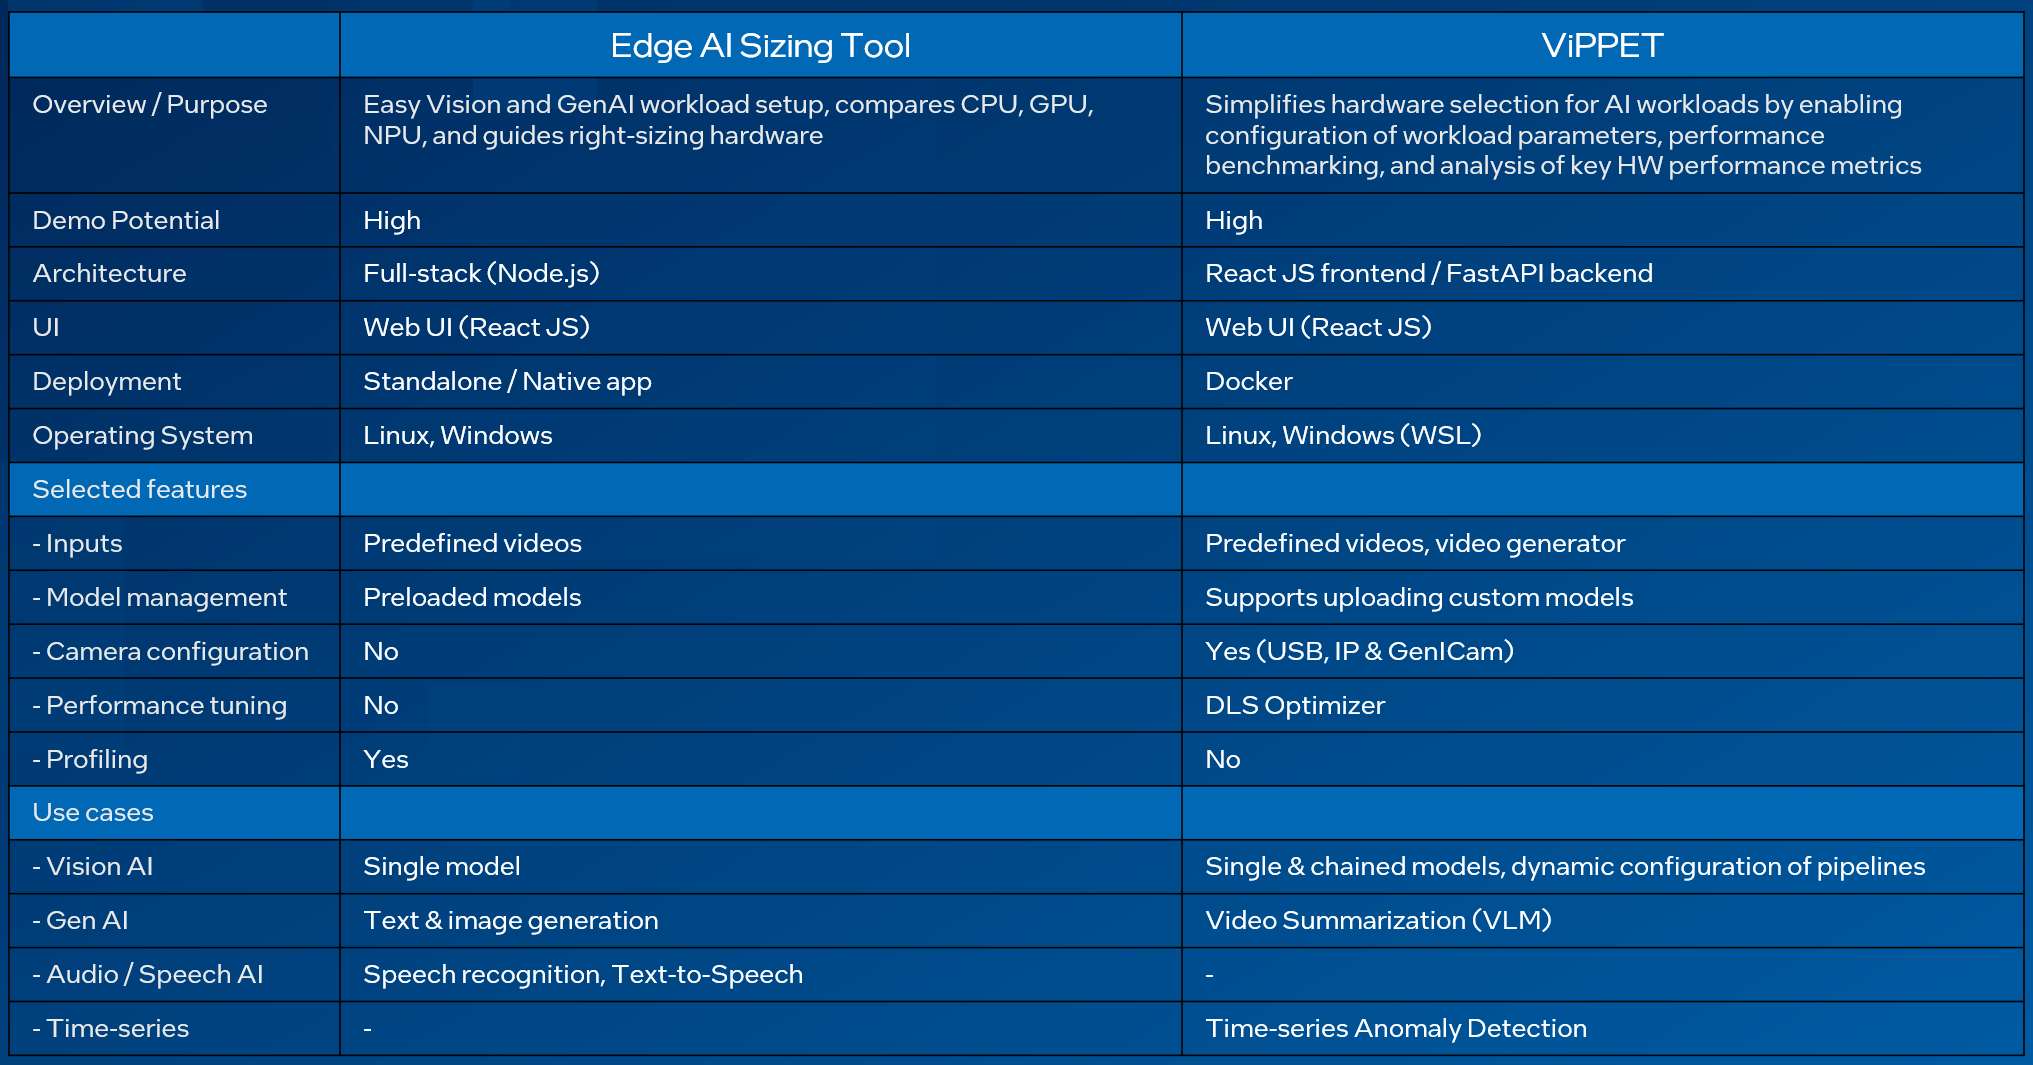 Edge AI Sizing Tool
ViPPET
Overview / Purpose
Easy Vision and GenAI workload setup, compares CPU, GPU,
NPU, and guides right-sizing hardware
Simplifies hardware selection for AI workloads by enabling
configuration of workload parameters, performance
benchmarking, and analysis of key HW performance metrics
Demo Potential
High
High
Architecture
Full-stack (Node.js)
React JS frontend / FastAPI backend
UI
Web UI (React JS)
Web UI (React JS)
Deployment
Standalone / Native app
Docker
Operating System
Linux, Windows
Linux, Windows (WSL)
Selected features
- Inputs
Predefined videos
Predefined videos, video generator
- Model management
Preloaded models
Supports uploading custom models
- Camera configuration
No
Yes (USB, IP & GenICam)
- Performance tuning
No
DLS Optimizer
- Profiling
Yes
No
Use cases
- Vision AI
Single model
Single & chained models, dynamic configuration of pipelines
- Gen AI
Text & image generation
Video Summarization (VLM)
- Audio / Speech AI
Speech recognition, Text-to-Speech
-
- Time-series
-
Time-series Anomaly Detection